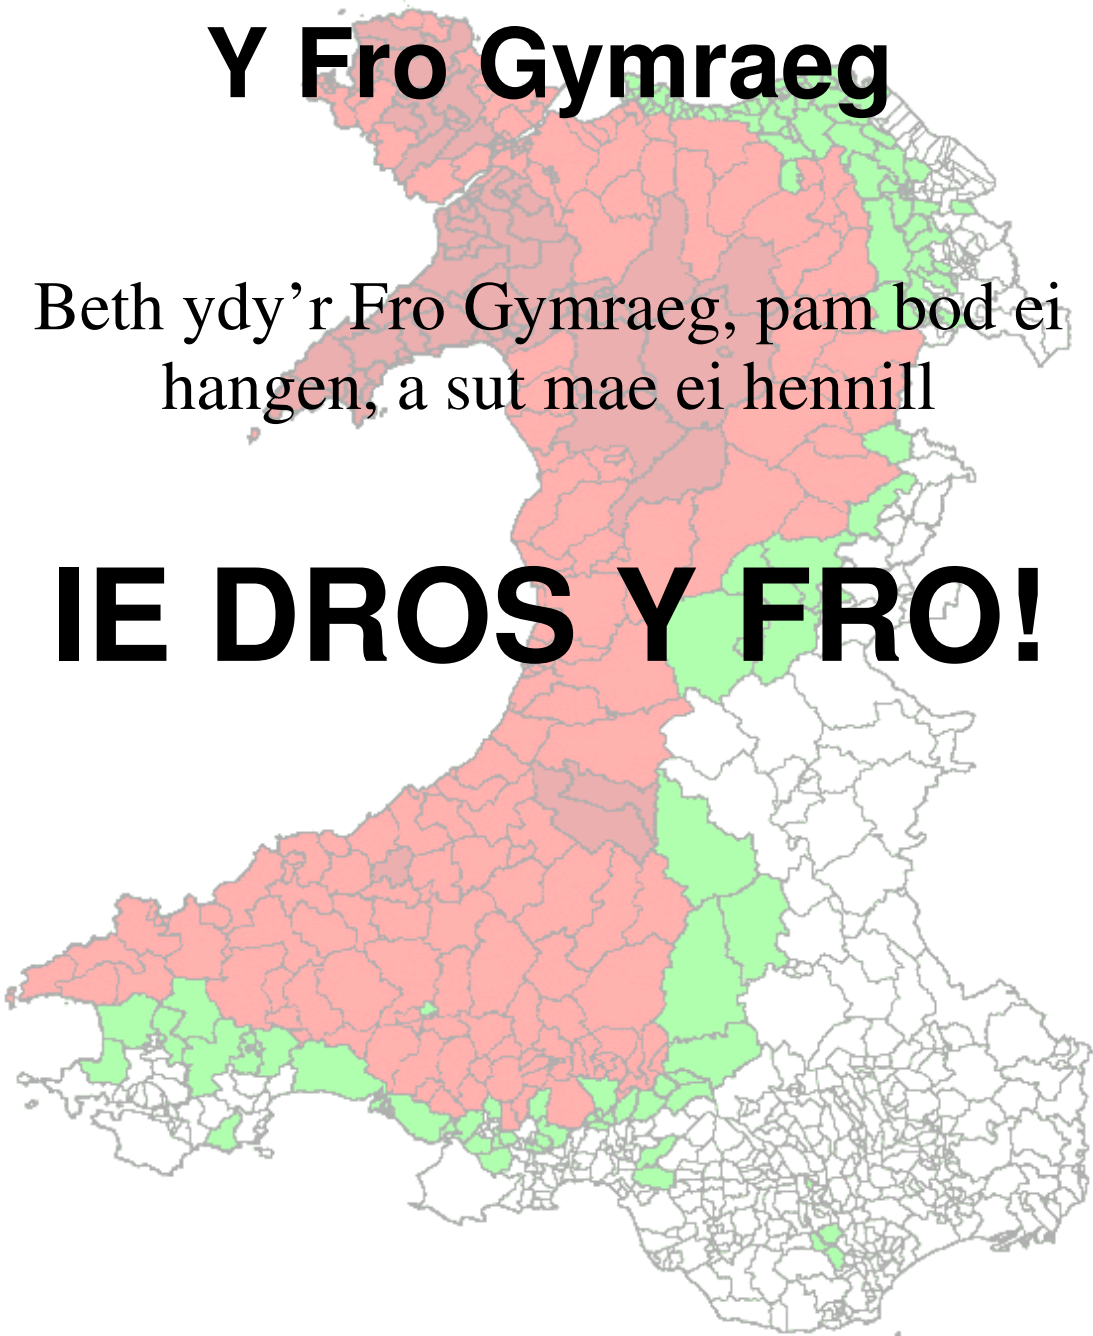 Y Fro Gymraeg
Beth ydy’r Fro Gymraeg, pam bod ei
hangen, a sut mae ei hennill
IE DROS Y FRO!